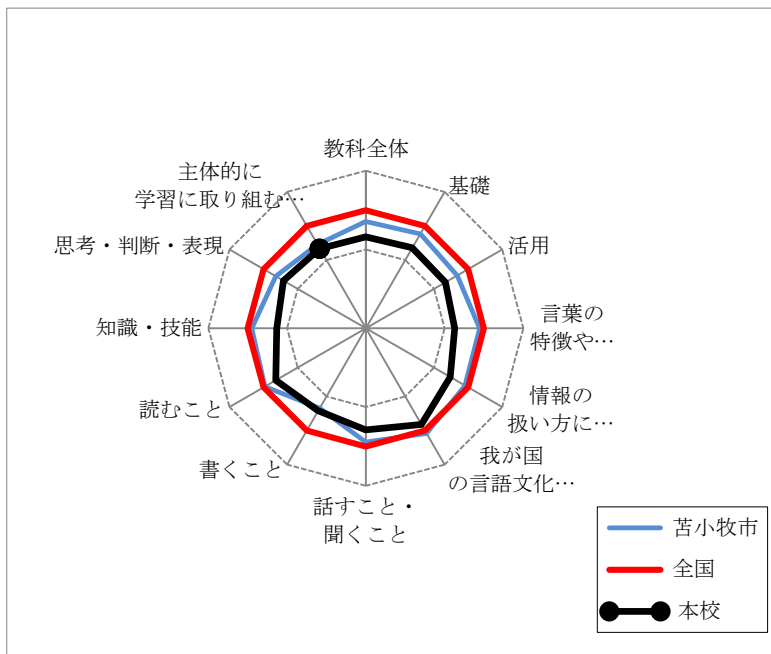 教科全体
基礎
活用
言葉の
特徴や…
情報の
扱い方に…
我が国
の言語文化…
話すこと・
聞くこと
書くこと
読むこと
知識・技能
思考・判断・表現
主体的に
学習に取り組む…
苫小牧市
全国
本校